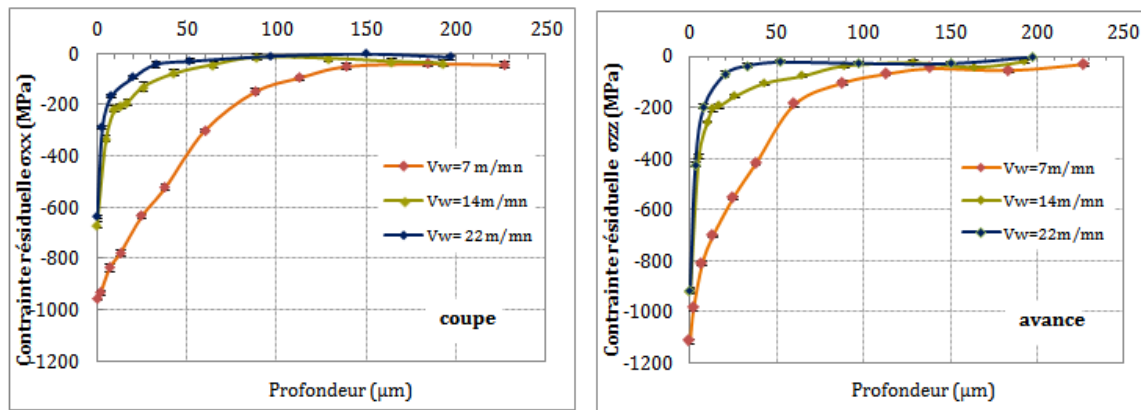 0 50 100 150 200 250
0
-200
-400
-600
-800
-1000
-1200
Contrainte résiduelle σxx (MPa)
Vw=7 m/mn
Vw=14m/mn
Vw= 22m/mn
coupe
Profondeur (µm)
0 50 100 150 200 250
0
-200
-400
-600
-800
-1000
-1200
Contrainte résiduelle σzz (MPa)
Vw=7m/mn
Vw=14m/mn
Vw=22m/mn
avance
Profondeur (µm)